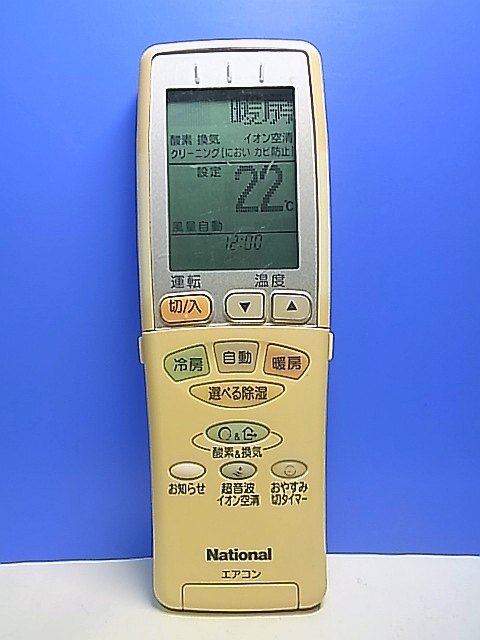 暖房
酸素 換気 イオン空清
クリーニング[におい カビ防止]
設定 22℃
風量自動
12:00
運転 温度
切/入 ▼ ▲
冷房 自動 暖房
選べる除湿
O₂&
酸素&換気
お知らせ 超音波 イオン空清 おやすみ 切タイマー
National
エアコン